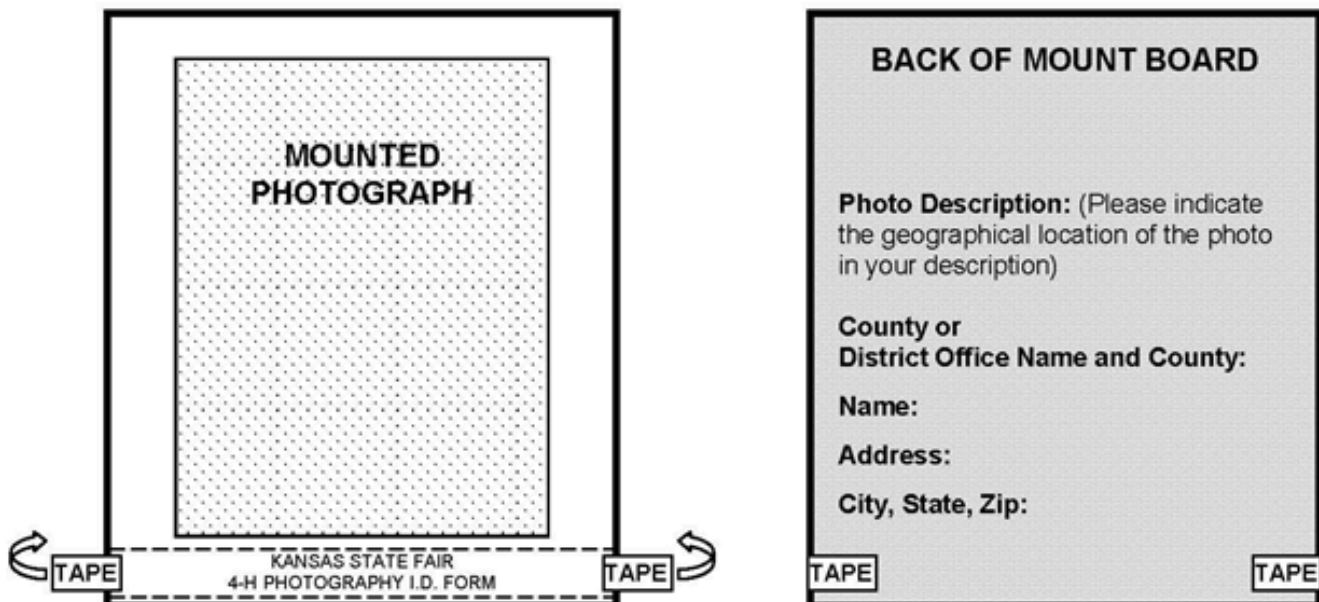 MOUNTED
PHOTOGRAPH
TAPE
KANSAS STATE FAIR
4-H PHOTOGRAPHY I.D. FORM
TAPE
BACK OF MOUNT BOARD
Photo Description: (Please indicate
the geographical location of the photo
in your description)
County or
District Office Name and County:
Name:
Address:
City, State, Zip:
TAPE
TAPE